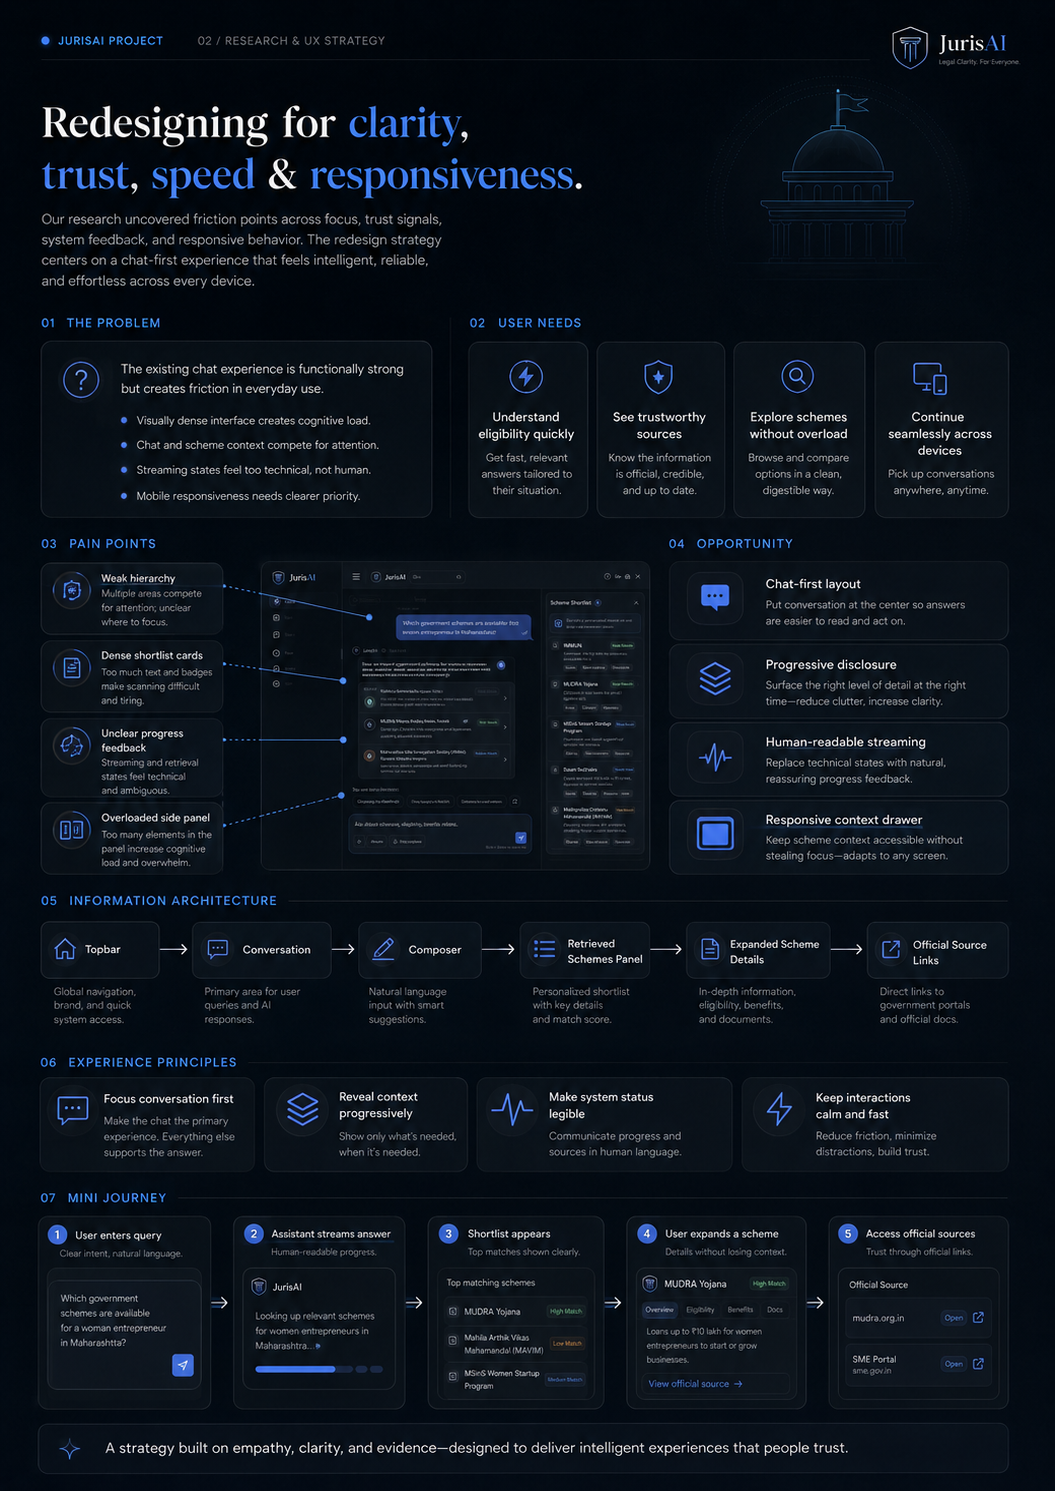 JURISAI PROJECT
02 / RESEARCH & UX STRATEGY
JurisAI
Legal Clarity. For Everyone.
Redesigning for clarity,
trust, speed & responsiveness.
Our research uncovered friction points across focus, trust signals,
system feedback, and responsive behavior. The redesign strategy
centers on a chat-first experience that feels intelligent, reliable,
and effortless across every device.
01 THE PROBLEM
The existing chat experience is functionally strong
but creates friction in everyday use.
Visually dense interface creates cognitive load.
Chat and scheme context compete for attention.
Streaming states feel too technical, not human.
Mobile responsiveness needs clearer priority.
02 USER NEEDS
Understand
eligibility quickly
Get fast, relevant
answers tailored to
their situation.
See trustworthy
sources
Know the information
is official, credible,
and up to date.
Explore schemes
without overload
Browse and compare
options in a clean,
digestible way.
Continue
seamlessly across
devices
Pick up conversations
anywhere, anytime.
03 PAIN POINTS
Weak hierarchy
Multiple areas compete
for attention; unclear
where to focus.
Dense shortlist cards
Too much text and badges
make scanning difficult
and tiring.
Unclear progress
feedback
Streaming and retrieval
states feel technical
and ambiguous.
Overloaded side panel
Too many elements in the
panel increase cognitive
load and overwhelm.
JurisAI
JurisAI
Scheme Shortlist
Which government schemes are available for
MUDRA Yojana
Program
04 OPPORTUNITY
Chat-first layout
Put conversation at the center so answers
are easier to read and act on.
Progressive disclosure
Surface the right level of detail at the right
time—reduce clutter, increase clarity.
Human-readable streaming
Replace technical states with natural,
reassuring progress feedback.
Responsive context drawer
Keep scheme context accessible without
stealing focus—adapts to any screen.
05 INFORMATION ARCHITECTURE
Topbar
Global navigation,
brand, and quick
system access.
Conversation
Primary area for user
queries and AI
responses.
Composer
Natural language
input with smart
suggestions.
Retrieved
Schemes Panel
Personalized shortlist
with key details
and match score.
Expanded Scheme
Details
In-depth information,
eligibility, benefits,
and documents.
Official Source
Links
Direct links to
government portals
and official docs.
06 EXPERIENCE PRINCIPLES
Focus conversation first
Make the chat the primary
experience. Everything else
supports the answer.
Reveal context
progressively
Show only what's needed,
when it's needed.
Make system status
legible
Communicate progress and
sources in human language.
Keep interactions
calm and fast
Reduce friction, minimize
distractions, build trust.
07 MINI JOURNEY
1 User enters query
Clear intent, natural language.
Which government
schemes are available
for a woman entrepreneur
in Maharashtta?
2 Assistant streams answer
Human-readable progress.
JurisAI
Looking up relevant schemes
for women entrepreneurs in
Maharashtra...
3 Shortlist appears
Top matches shown clearly.
Top matching schemes
MUDRA Yojana
High Match
Mahila Arthik Vikas
Mahamandal (MAVIM)
Low Match
MSinS Women Startup
Program
Medium Match
4 User expands a scheme
Details without losing context.
MUDRA Yojana
High Match
Overview
Eligibility
Benefits
Docs
Loans up to ₹10 lakh for women
entrepreneurs to start or grow
businesses.
View official source →
5 Access official sources
Trust through official links.
Official Source
mudra.org.in
Open
SME Portal
sme.gov.in
Open
A strategy built on empathy, clarity, and evidence—designed to deliver intelligent experiences that people trust.